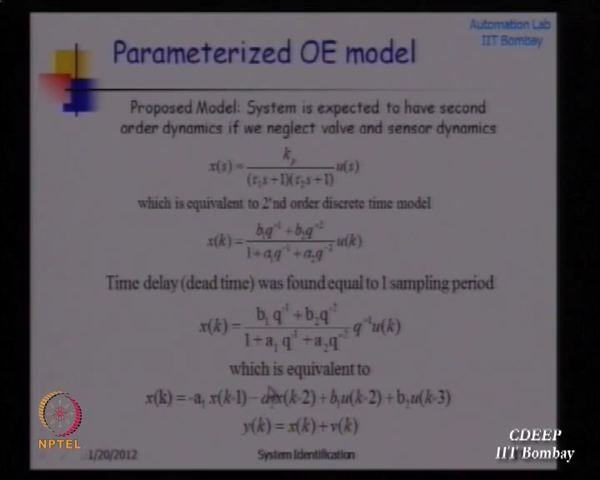 Automation Lab
IIT Bombay
Parameterized OE model
Proposed Model: System is expected to have second
order dynamics if we neglect valve and sensor dynamics
x(s) = k_p / ((τ₁s+1)(τ₂s+1)) u(s)
which is equivalent to 2'nd order discrete time model
x(k) = (b₁q⁻¹ + b₂q⁻²) / (1 + a₁q⁻¹ + a₂q⁻²) u(k)
Time delay (dead time) was found equal to 1 sampling period
x(k) = (b₁ q⁻¹ + b₂q⁻²) / (1 + a₁ q⁻¹ + a₂q⁻²) q⁻¹u(k)
which is equivalent to
x(k) = -a₁ x(k-1) - a₂x(k-2) + b₁u(k-2) + b₂u(k-3)
y(k) = x(k) + v(k)
NPTEL
1/20/2012
System Identification
CDEEP
IIT Bombay